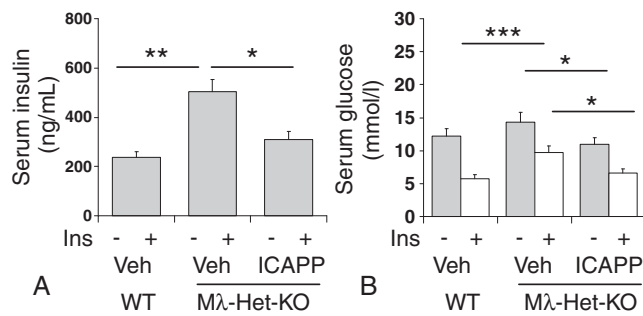 Serum insulin
(ng/mL)
800
600
400
200
0
** *
Ins - + - + - +
Veh Veh ICAPP
A WT Mλ-Het-KO
Serum glucose
(mmol/l)
30
25
20
15
10
5
0
***
*
*
Ins - + - + - +
Veh Veh ICAPP
B WT Mλ-Het-KO